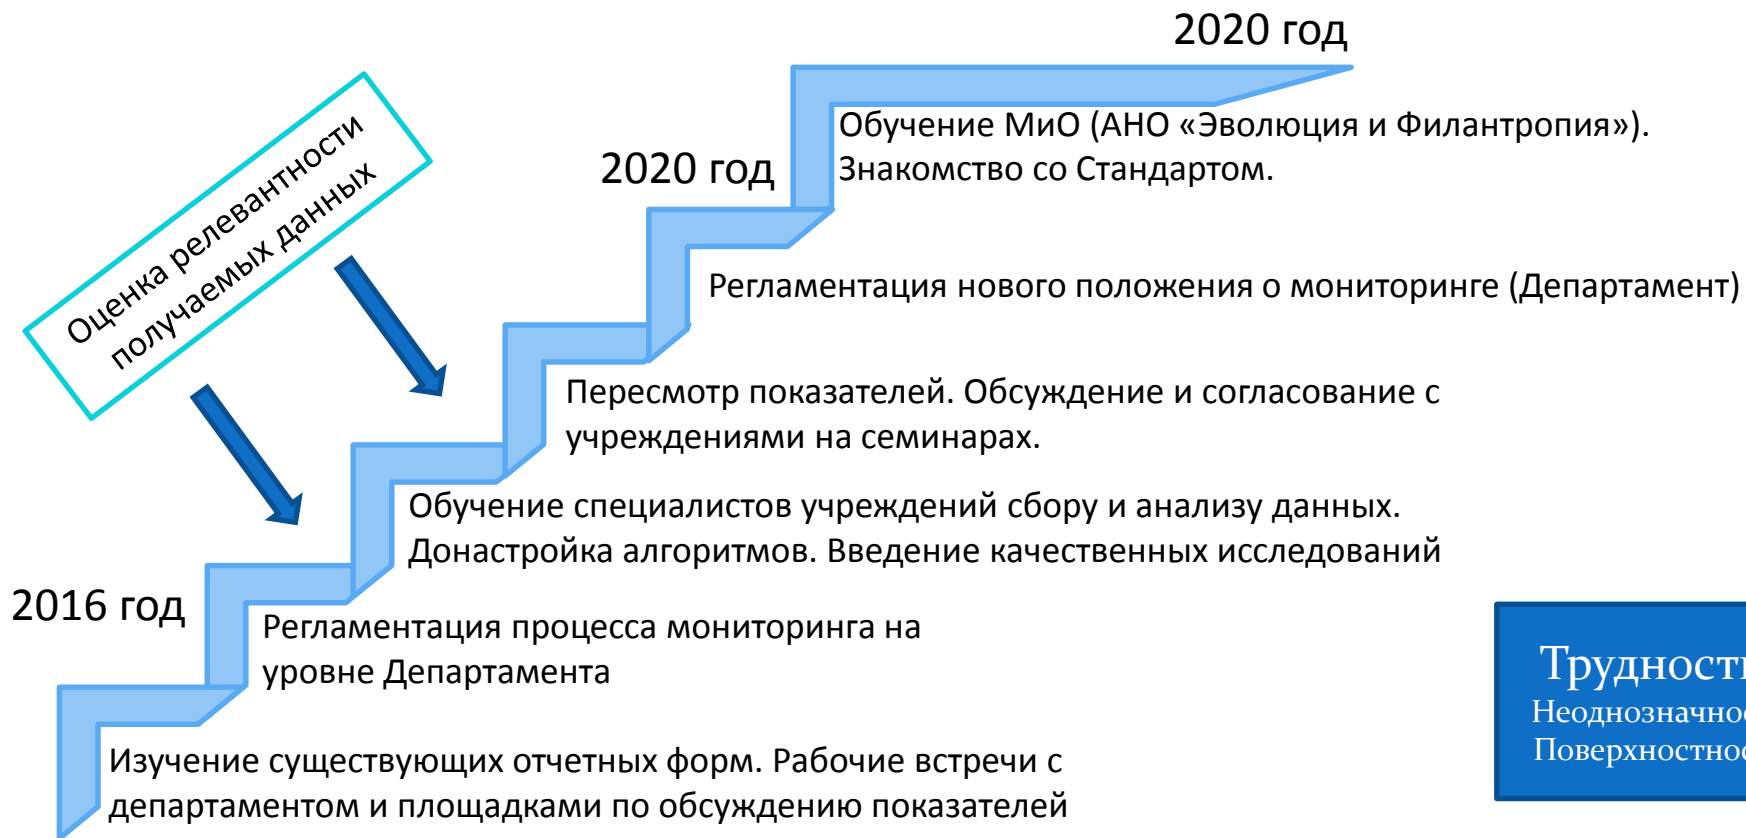 2020 год
Обучение МиО (АНО «Эволюция и Филантропия»).
Знакомство со Стандартом.
2020 год
Оценка релевантности
получаемых данных
Регламентация нового положения о мониторинге (Департамент)
Пересмотр показателей. Обсуждение и согласование с
учреждениями на семинарах.
Обучение специалистов учреждений сбору и анализу данных.
Донастройка алгоритмов. Введение качественных исследований
2016 год
Регламентация процесса мониторинга на
уровне Департамента
Изучение существующих отчетных форм. Рабочие встречи с
департаментом и площадками по обсуждению показателей